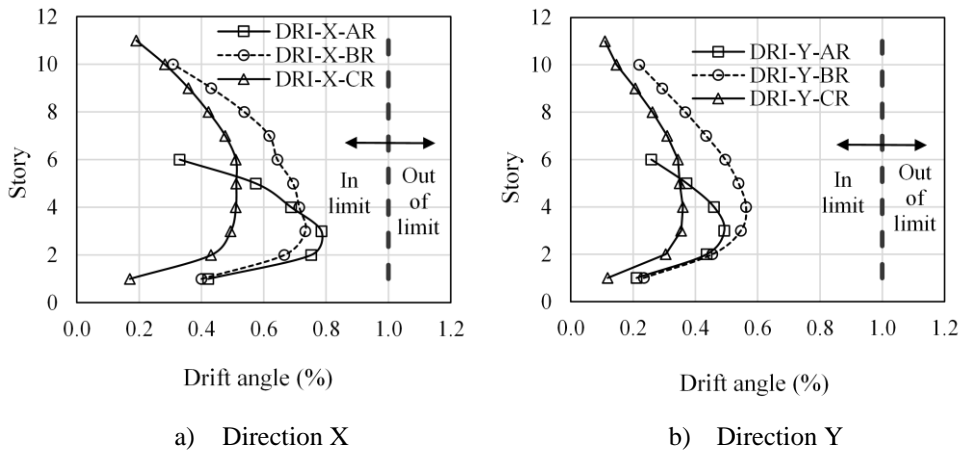 12
10
8
6
4
2
0
Story
DRI-X-AR
DRI-X-BR
DRI-X-CR
In
limit
Out
of
limit
0.0 0.2 0.4 0.6 0.8 1.0 1.2
Drift angle (%)
a) Direction X
12
10
8
6
4
2
0
Story
DRI-Y-AR
DRI-Y-BR
DRI-Y-CR
In
limit
Out
of
limit
0.0 0.2 0.4 0.6 0.8 1.0 1.2
Drift angle (%)
b) Direction Y